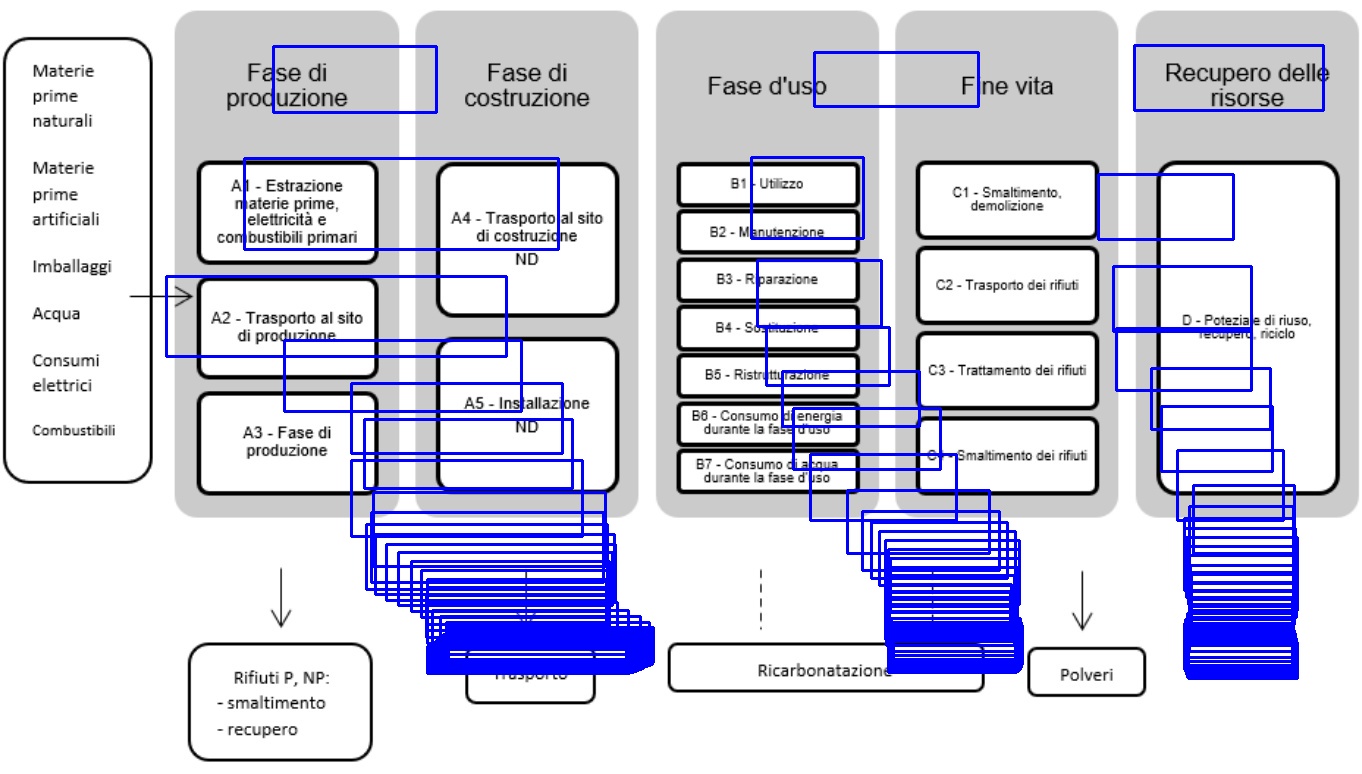 Materie
prime
naturali
Materie
prime
artificiali
Imballaggi
Acqua
Consumi
elettrici
Combustibili
Fase di
produzione
A1 - Estrazione
materie prime,
elettricità e
combustibili primari
A2 - Trasporto al sito
di produzione
A3 - Fase di
produzione
Fase di
costruzione
A4 - Trasporto al sito
di costruzione
ND
A5 - Installazione
ND
Fase d'uso
B1 - Utilizzo
B2 - Manutenzione
B3 - Riparazione
B4 - Sostituzione
B5 - Ristrutturazione
B6 - Consumo di energia
durante la fase d'uso
B7 - Consumo di acqua
durante la fase d'uso
Fine vita
C1 - Smaltimento,
demolizione
C2 - Trasporto dei rifiuti
C3 - Trattamento dei rifiuti
C4 - Smaltimento dei rifiuti
Recupero delle
risorse
D - Poteziale di riuso,
recupero, riciclo
Rifiuti P, NP:
- smaltimento
- recupero
Trasporto
Ricarbonatazione
Polveri